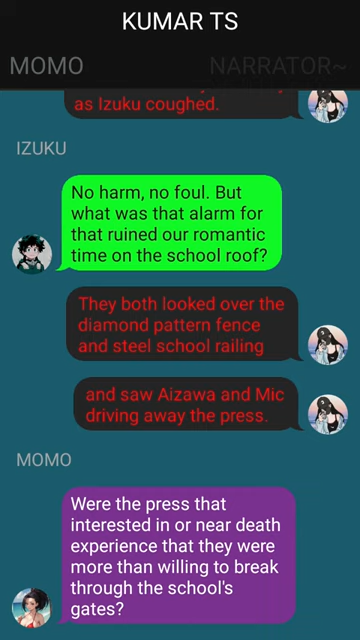 KUMAR TS
MOMO
NARRATOR~
as Izuku coughed.
IZUKU
No harm, no foul. But
what was that alarm for
that ruined our romantic
time on the school roof?
They both looked over the
diamond pattern fence
and steel school railing
and saw Aizawa and Mic
driving away the press.
MOMO
Were the press that
interested in or near death
experience that they were
more than willing to break
through the school's
gates?